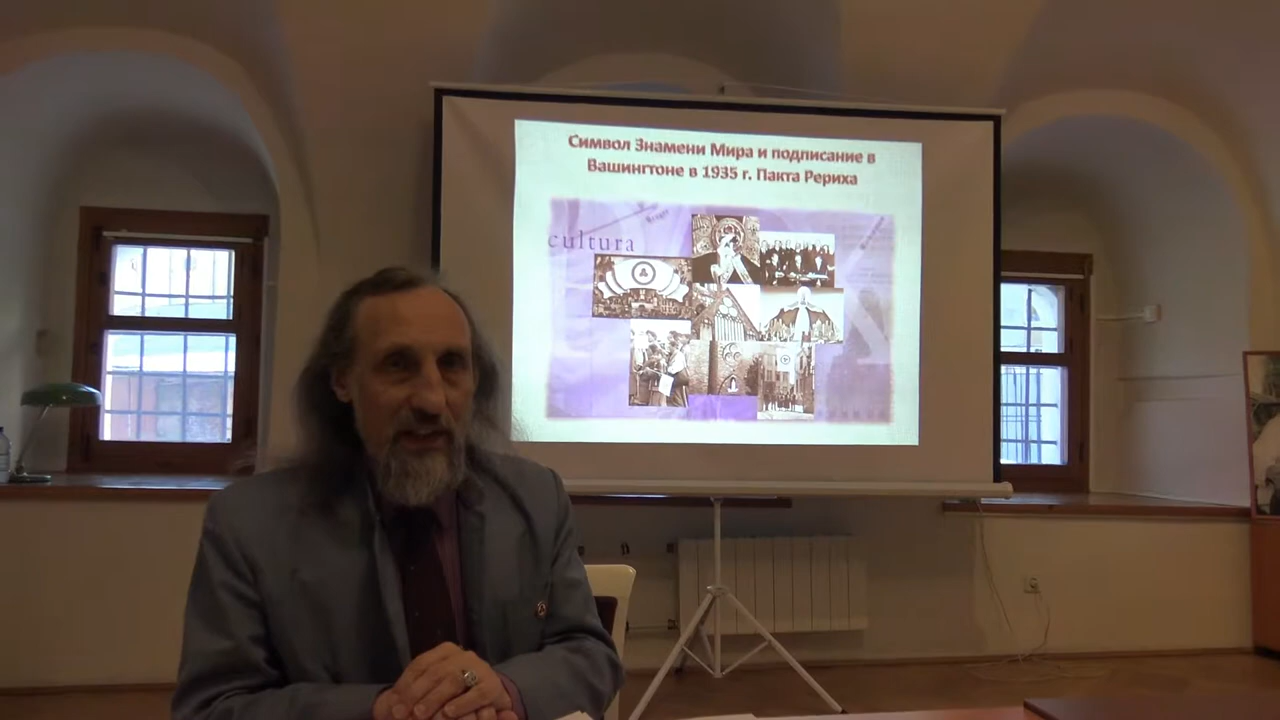 Символ Знамени Мира и подписание в
Вашингтоне в 1935 г. Пакта Рериха
cultura